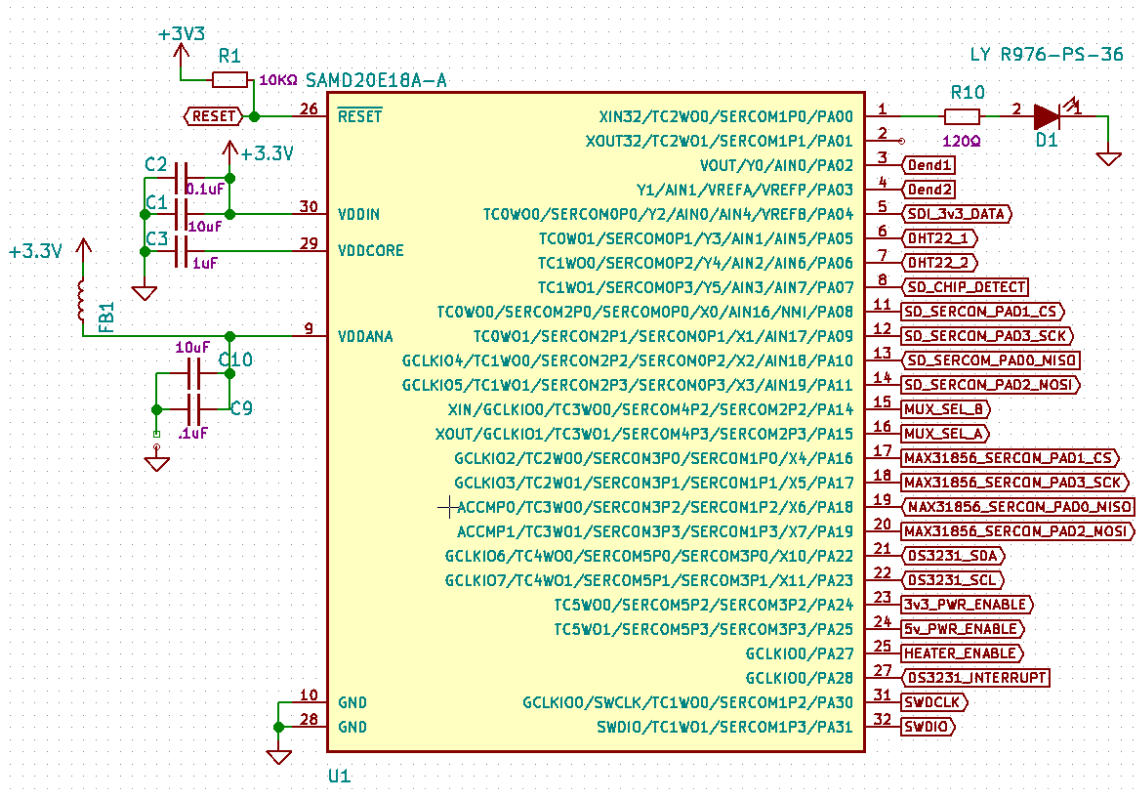 +3V3
R1
10KΩ
SAMD20E18A-A
LY R976-PS-36
RESET
26
RESET
C2
+3.3V
0.1uF
C1
10uF
30
VDDIN
C3
1uF
29
VDDCORE
+3.3V
FB1
9
VDDANA
10uF
C10
C9
.1uF
10
GND
28
GND
U1
XIN32/TC2WO0/SERCOM1P0/PA00
1
R10
120Ω
2
D1
1
XOUT32/TC2WO1/SERCOM1P1/PA01
2
VOUT/Y0/AIN0/PA02
3
Dend1
Y1/AIN1/VREFA/VREFP/PA03
4
Dend2
TC0WO0/SERCOM0P0/Y2/AIN0/AIN4/VREFB/PA04
5
SDI_3v3_DATA
TC0WO1/SERCOM0P1/Y3/AIN1/AIN5/PA05
6
DHT22_1
TC1WO0/SERCOM0P2/Y4/AIN2/AIN6/PA06
7
DHT22_2
TC1WO1/SERCOM0P3/Y5/AIN3/AIN7/PA07
8
SD_CHIP_DETECT
TC0WO0/SERCOM2P0/SERCOM0P0/X0/AIN16/NMI/PA08
11
SD_SERCOM_PAD1_CS
TC0WO1/SERCOM2P1/SERCOM0P1/X1/AIN17/PA09
12
SD_SERCOM_PAD3_SCK
GCLKIO4/TC1WO0/SERCOM2P2/SERCOM0P2/X2/AIN18/PA10
13
SD_SERCOM_PAD0_MISO
GCLKIO5/TC1WO1/SERCOM2P3/SERCOM0P3/X3/AIN19/PA11
14
SD_SERCOM_PAD2_MOSI
XIN/GCLKIO0/TC3WO0/SERCOM4P2/SERCOM2P2/PA14
15
MUX_SEL_B
XOUT/GCLKIO1/TC3WO1/SERCOM4P3/SERCOM2P3/PA15
16
MUX_SEL_A
GCLKIO2/TC2WO0/SERCOM3P0/SERCOM1P0/X4/PA16
17
MAX31856_SERCOM_PAD1_CS
GCLKIO3/TC2WO1/SERCOM3P1/SERCOM1P1/X5/PA17
18
MAX31856_SERCOM_PAD3_SCK
ACCMP0/TC3WO0/SERCOM3P2/SERCOM1P2/X6/PA18
19
MAX31856_SERCOM_PAD0_MISO
ACCMP1/TC3WO1/SERCOM3P3/SERCOM1P3/X7/PA19
20
MAX31856_SERCOM_PAD2_MOSI
GCLKIO6/TC4WO0/SERCOM5P0/SERCOM3P0/X10/PA22
21
DS3231_SDA
GCLKIO7/TC4WO1/SERCOM5P1/SERCOM3P1/X11/PA23
22
DS3231_SCL
TC5WO0/SERCOM5P2/SERCOM3P2/PA24
23
3v3_PWR_ENABLE
TC5WO1/SERCOM5P3/SERCOM3P3/PA25
24
5v_PWR_ENABLE
GCLKIO0/PA27
25
HEATER_ENABLE
GCLKIO0/PA28
27
DS3231_INTERRUPT
GCLKIO0/SWCLK/TC1WO0/SERCOM1P2/PA30
31
SWDCLK
SWDIO/TC1WO1/SERCOM1P3/PA31
32
SWDIO